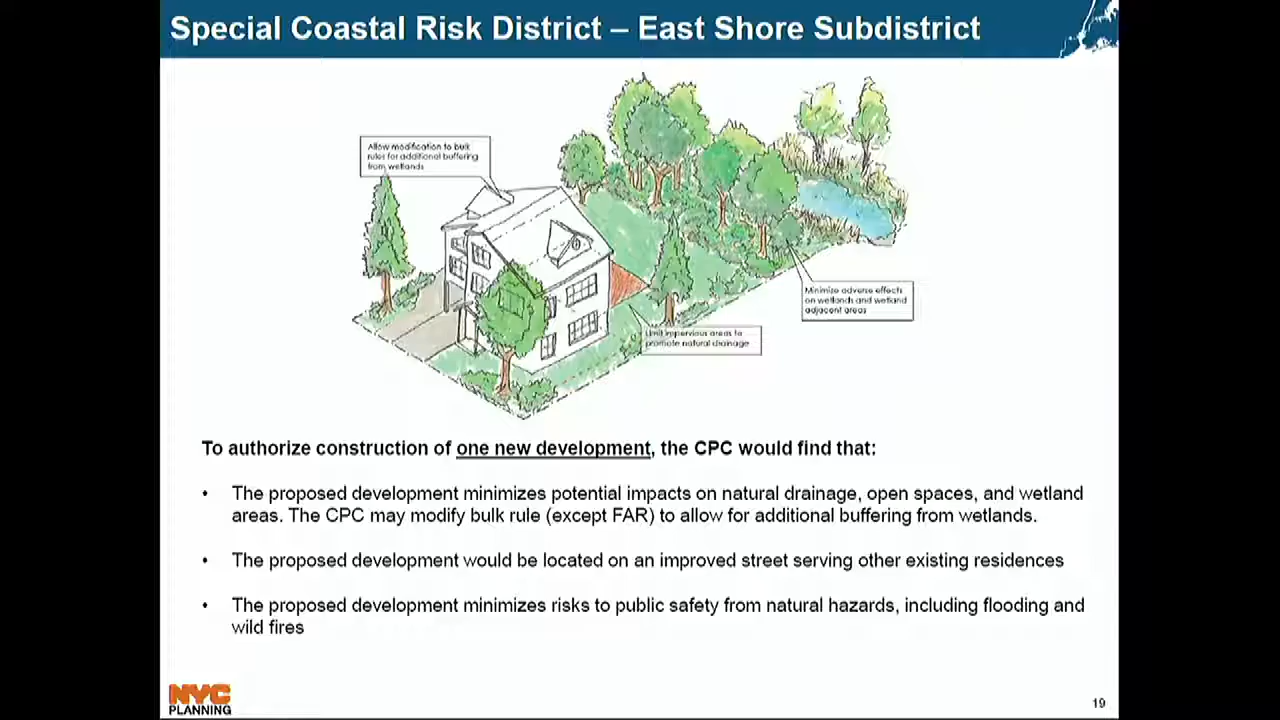 Special Coastal Risk District – East Shore Subdistrict
Allow modification to bulk
rules for additional buffering
from wetlands
Minimize adverse effects
on wetlands and wetland
adjacent areas
Limit impervious areas to
promote natural drainage
To authorize construction of one new development, the CPC would find that:
• The proposed development minimizes potential impacts on natural drainage, open spaces, and wetland
areas. The CPC may modify bulk rule (except FAR) to allow for additional buffering from wetlands.
• The proposed development would be located on an improved street serving other existing residences
• The proposed development minimizes risks to public safety from natural hazards, including flooding and
wild fires
NYC
PLANNING
19